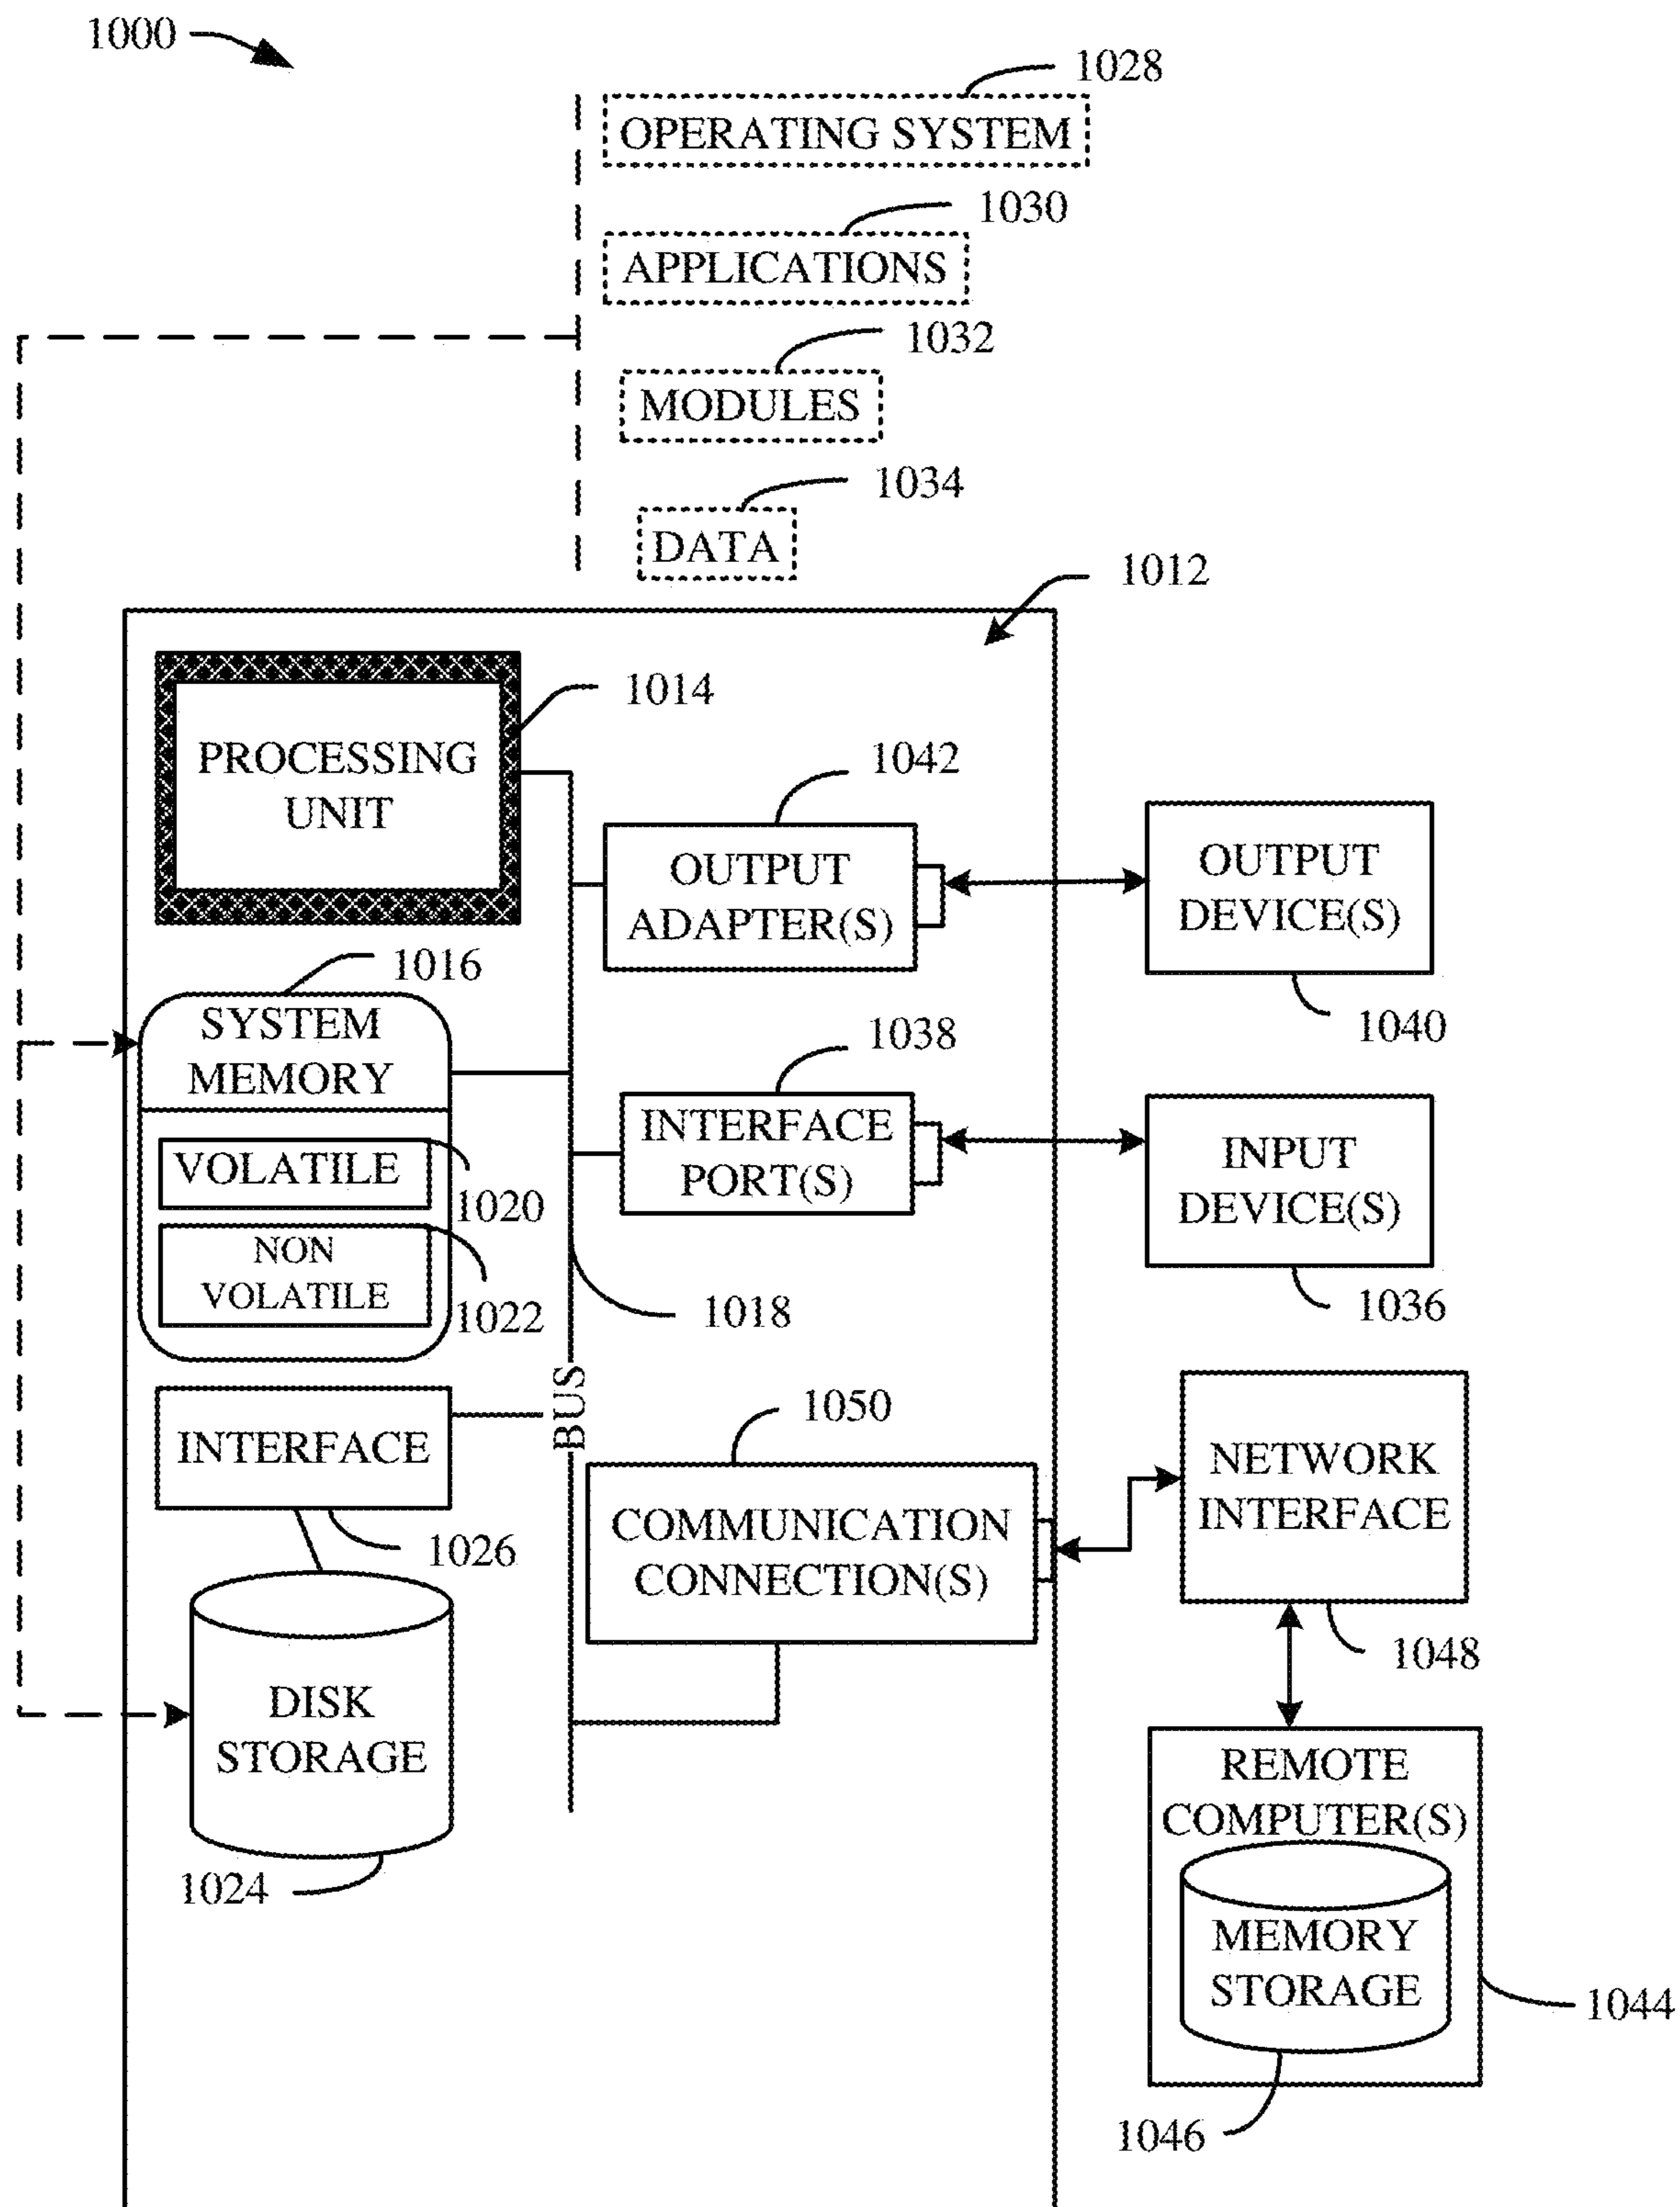 1000
1028
OPERATING SYSTEM
1030
APPLICATIONS
1032
MODULES
1034
DATA
1012
PROCESSING
UNIT
1014
1042
OUTPUT
ADAPTER(S)
OUTPUT
DEVICE(S)
1040
1016
SYSTEM
MEMORY
VOLATILE
1020
NON
VOLATILE
1022
1038
INTERFACE
PORT(S)
INPUT
DEVICE(S)
1036
1018
BUS
INTERFACE
1026
1050
COMMUNICATION
CONNECTION(S)
NETWORK
INTERFACE
1048
DISK
STORAGE
1024
REMOTE
COMPUTER(S)
MEMORY
STORAGE
1044
1046